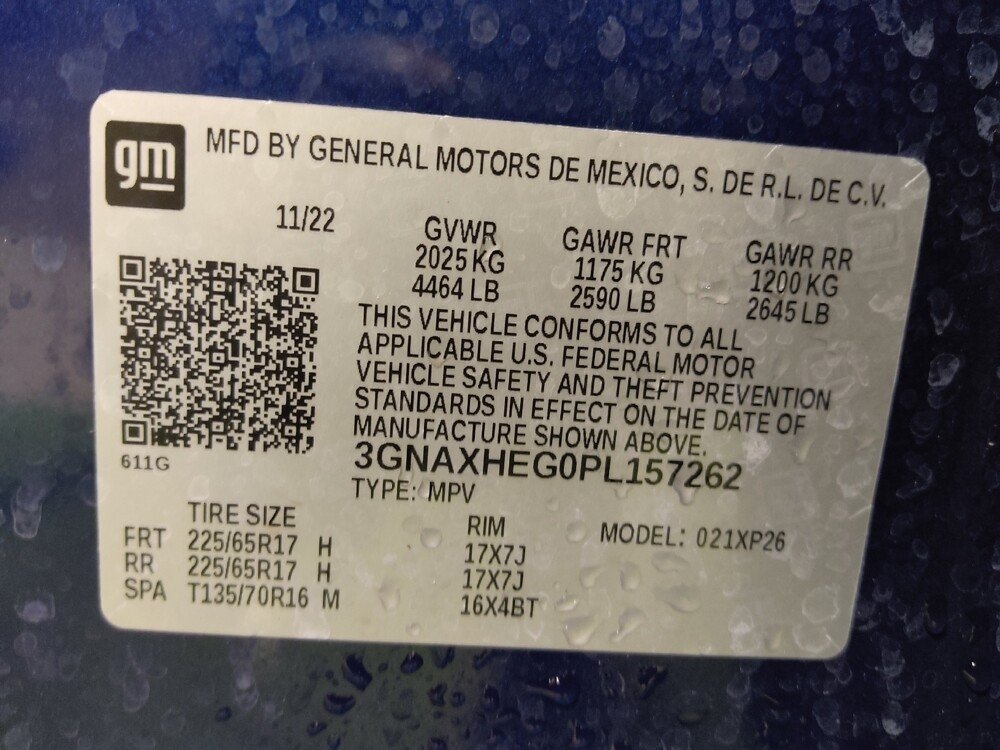 gm
MFD BY GENERAL MOTORS DE MEXICO, S. DE R.L. DE C.V.
11/22 GVWR GAWR FRT GAWR RR
2025 KG 1175 KG 1200 KG
4464 LB 2590 LB 2645 LB
THIS VEHICLE CONFORMS TO ALL
APPLICABLE U.S. FEDERAL MOTOR
VEHICLE SAFETY AND THEFT PREVENTION
STANDARDS IN EFFECT ON THE DATE OF
MANUFACTURE SHOWN ABOVE.
611G
3GNAXHEG0PL157262
TYPE: MPV
TIRE SIZE RIM MODEL: 021XP26
FRT 225/65R17 H 17X7J
RR 225/65R17 H 17X7J
SPA T135/70R16 M 16X4BT